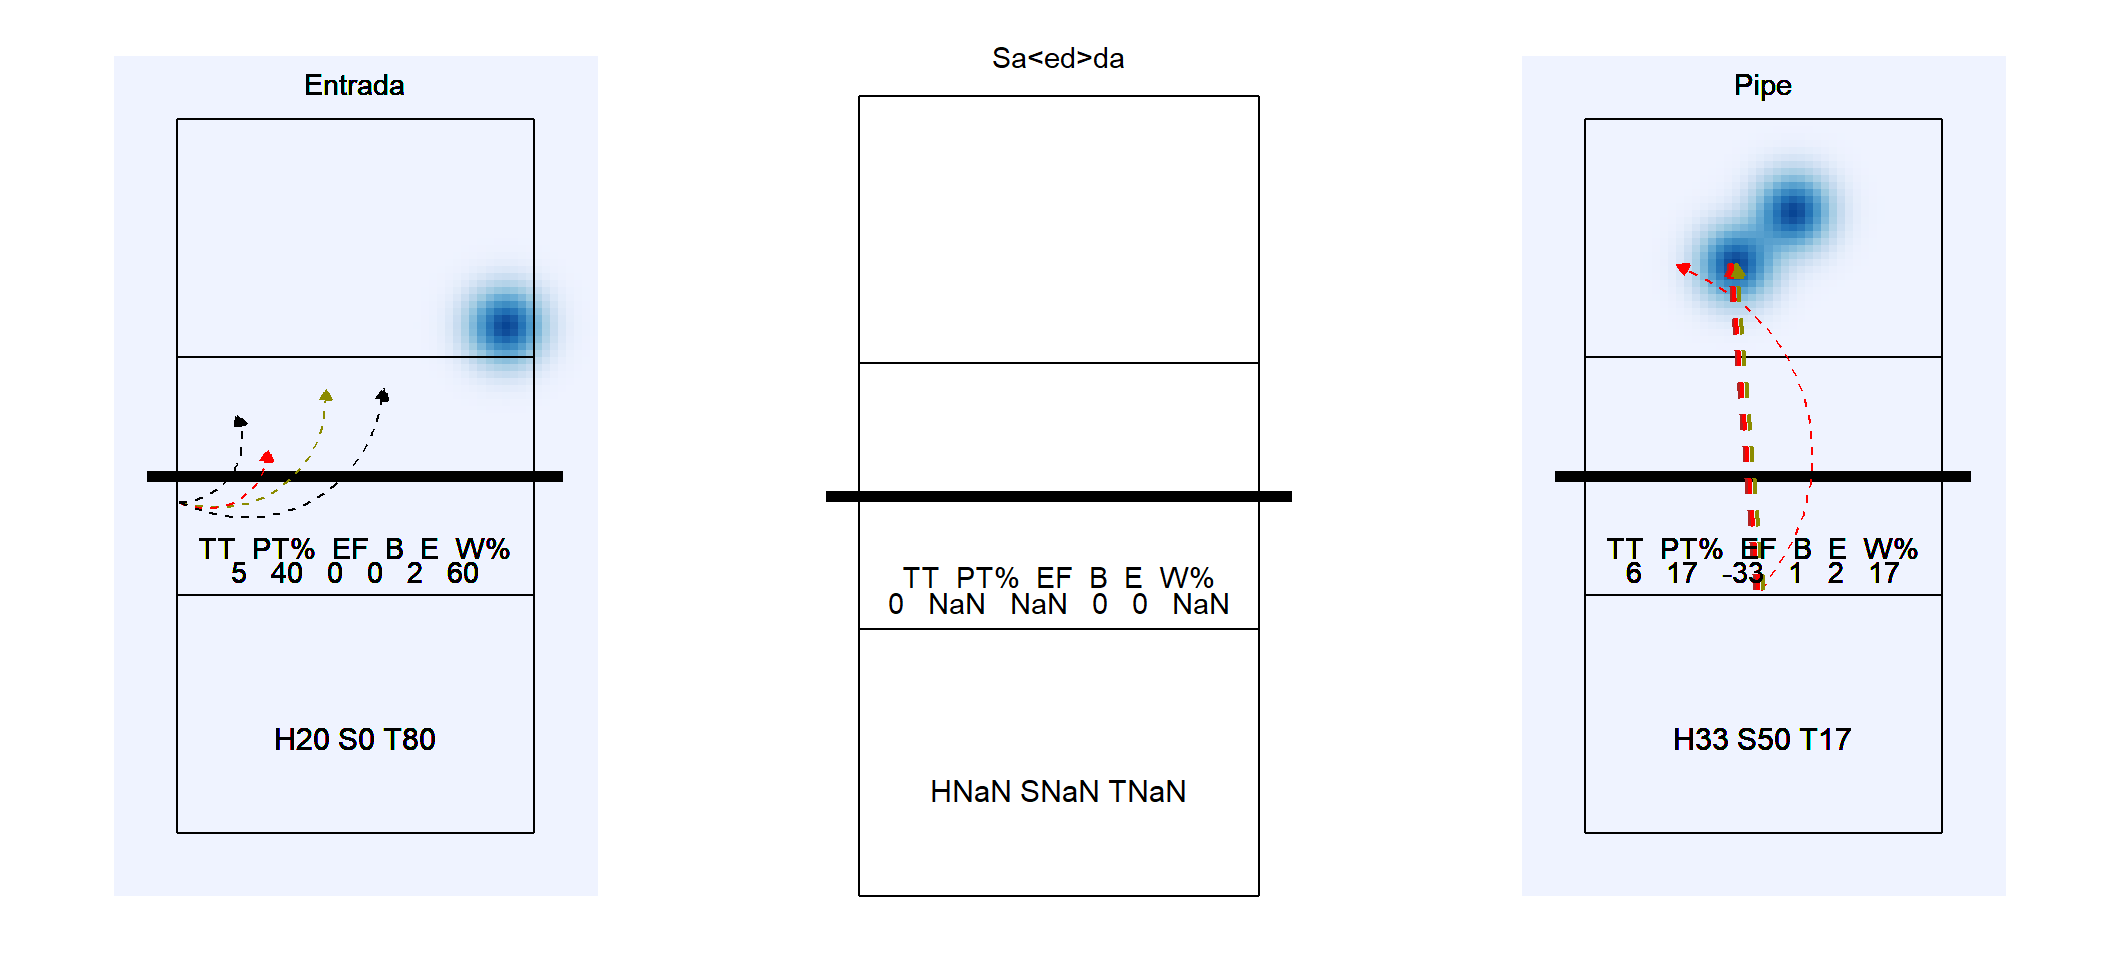 Entrada
TT PT% EF B E W%
5 40 0 0 2 60
H20 S0 T80
Sa<ed>da
TT PT% EF B E W%
0 NaN NaN 0 0 NaN
HNaN SNaN TNaN
Pipe
TT PT% EF B E W%
6 17 -33 1 2 17
H33 S50 T17